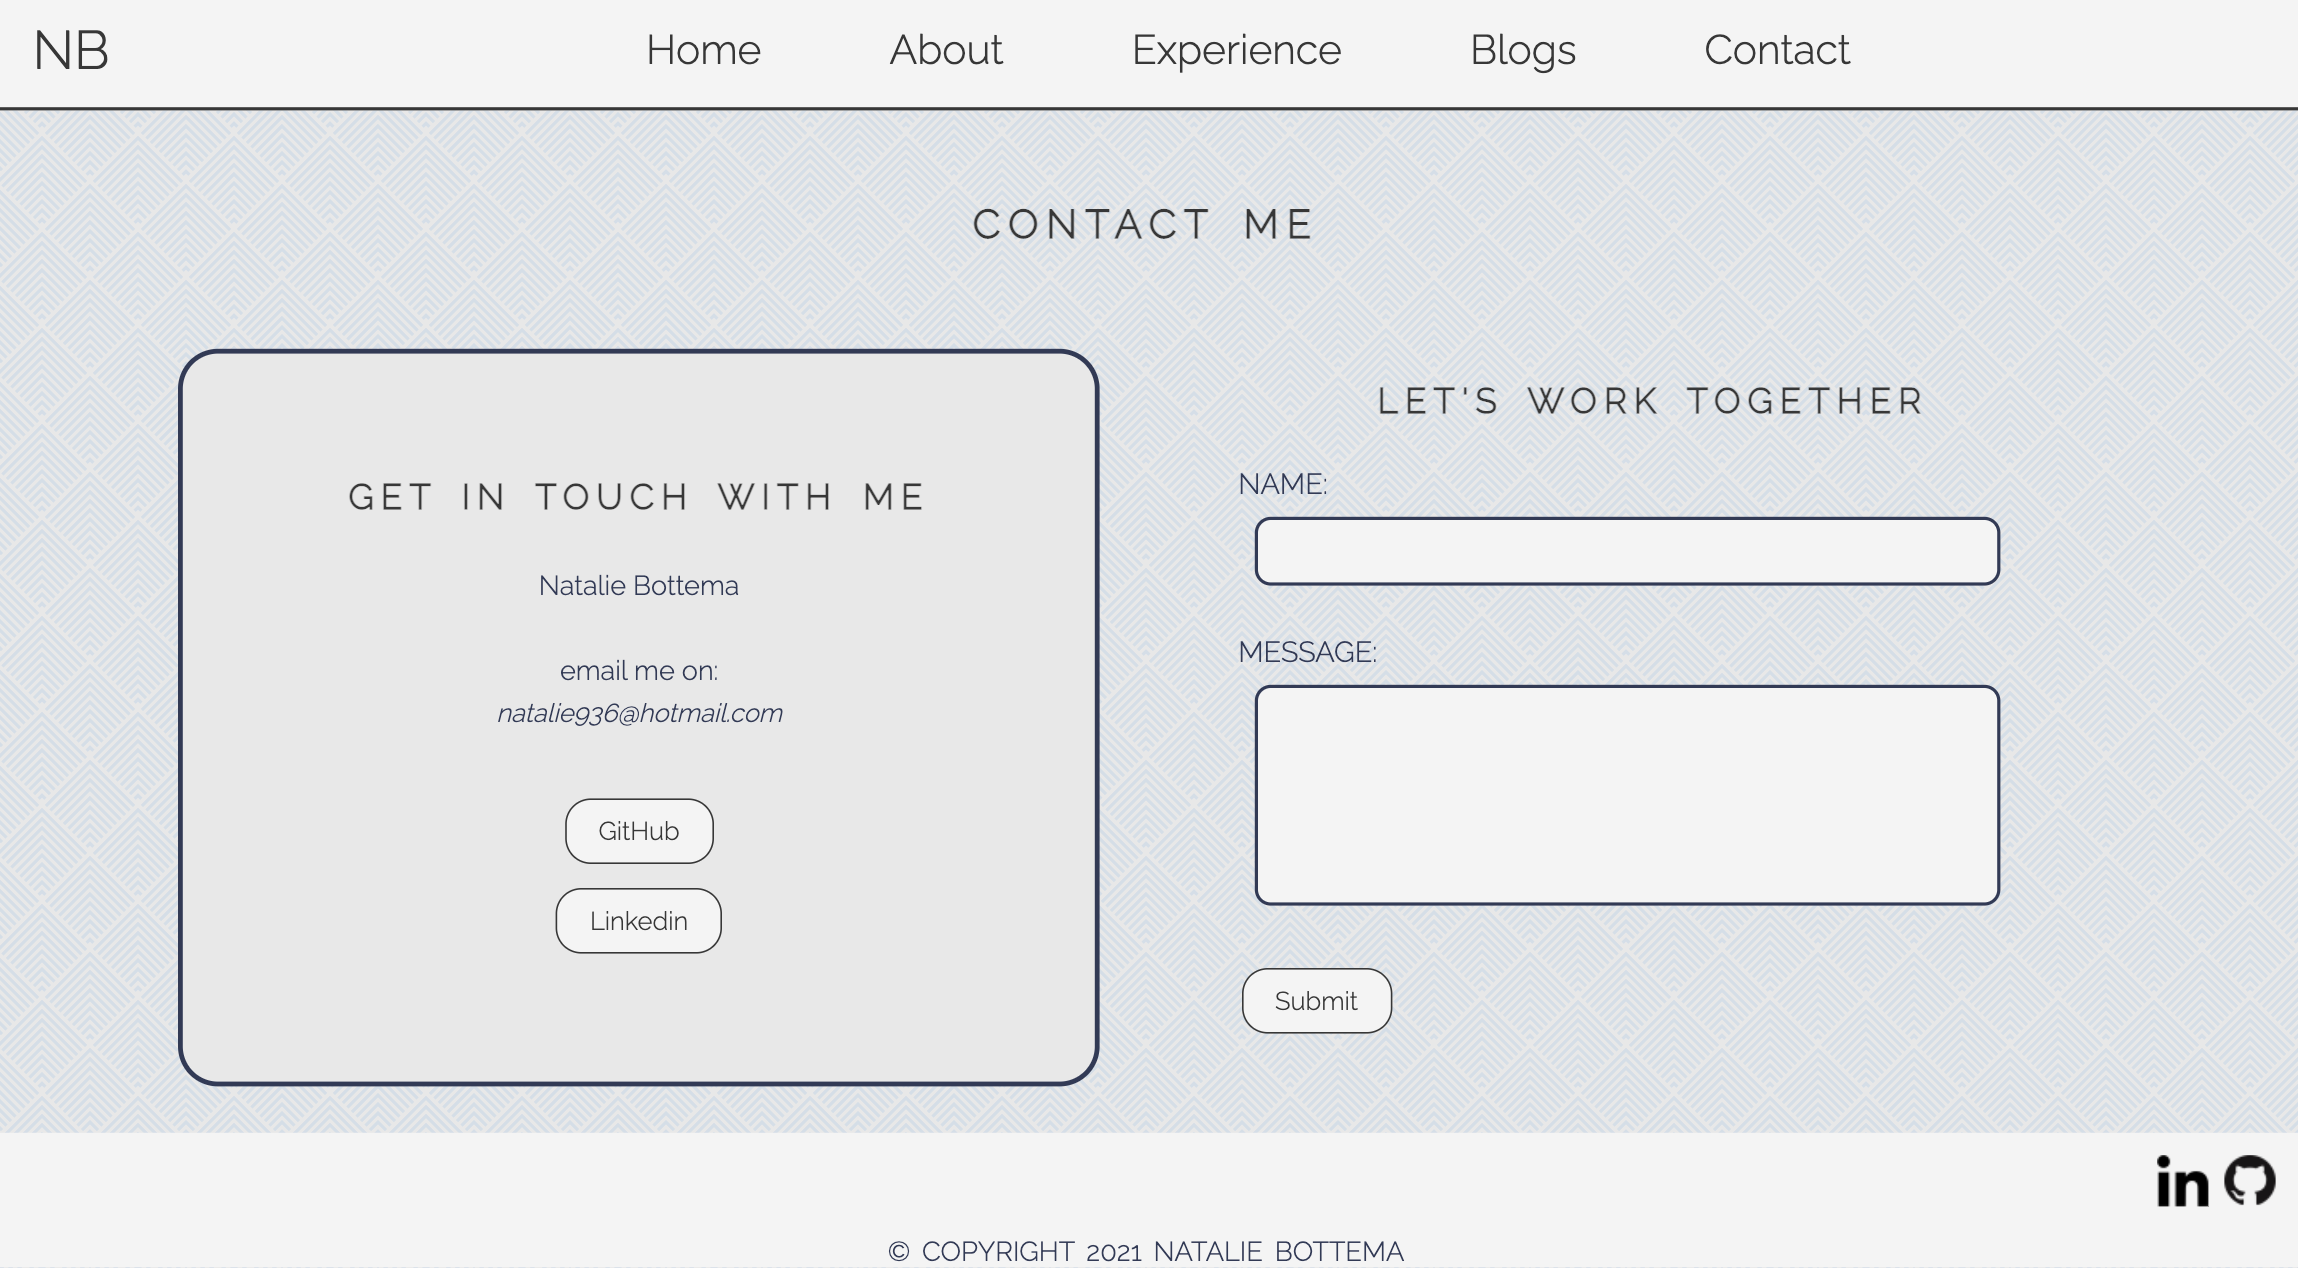 NB
Home About Experience Blogs Contact
CONTACT ME
GET IN TOUCH WITH ME
Natalie Bottema
email me on:
natalie936@hotmail.com
GitHub
Linkedin
LET'S WORK TOGETHER
NAME:
MESSAGE:
Submit
in
© COPYRIGHT 2021 NATALIE BOTTEMA